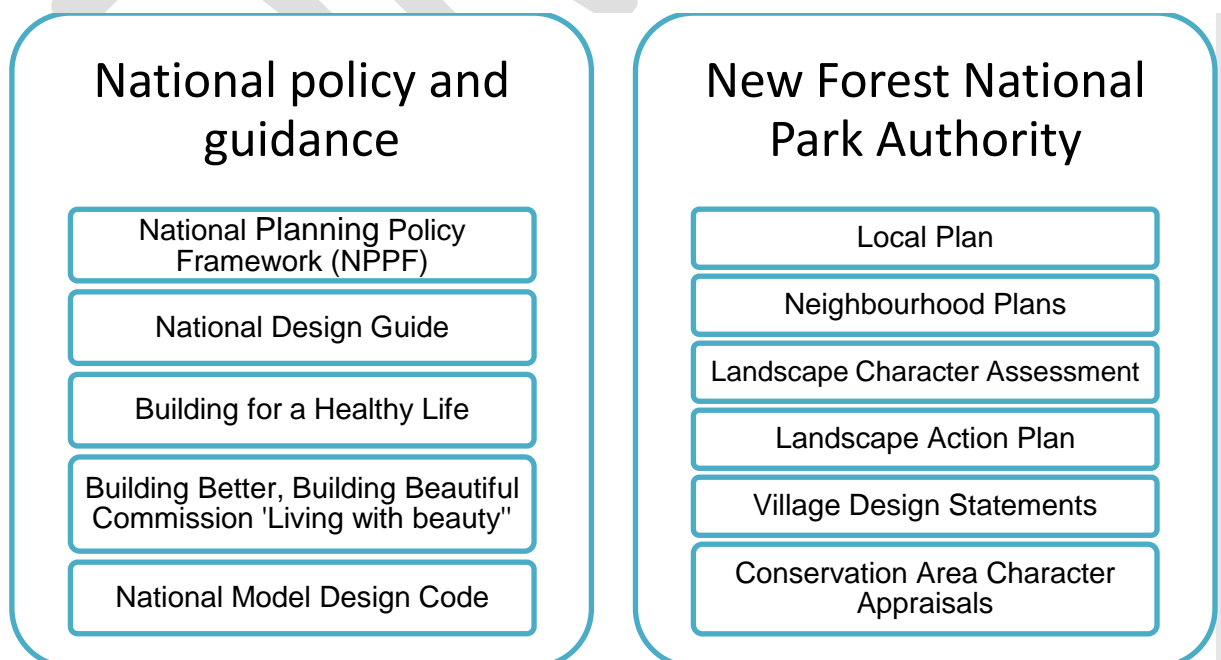 National policy and
guidance
National Planning Policy
Framework (NPPF)
National Design Guide
Building for a Healthy Life
Building Better, Building Beautiful
Commission 'Living with beauty"
National Model Design Code
New Forest National
Park Authority
Local Plan
Neighbourhood Plans
Landscape Character Assessment
Landscape Action Plan
Village Design Statements
Conservation Area Character
Appraisals